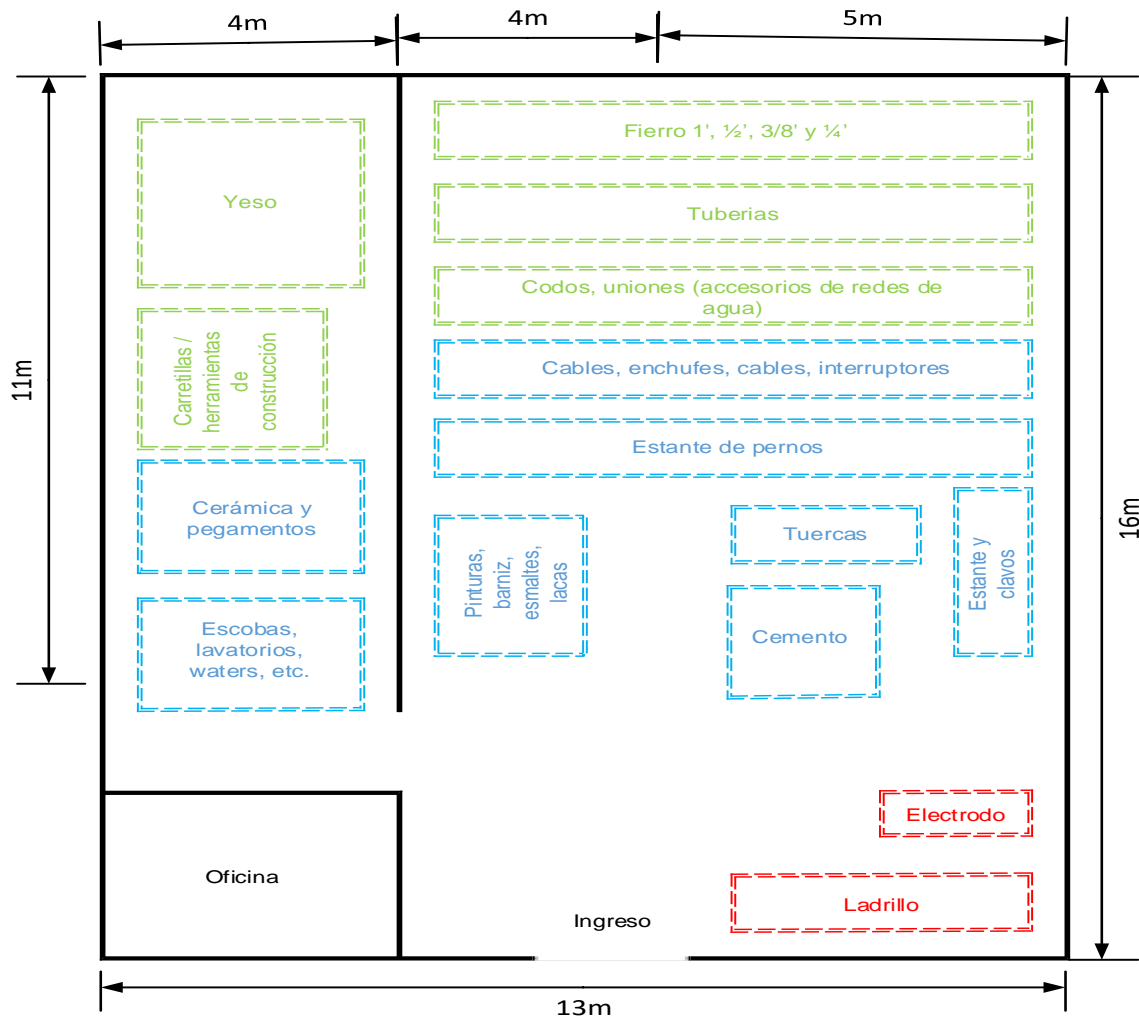 4m
4m
5m
11m
16m
13m
Yeso
Carretillas /
herramientas
de
construcción
Cerámica y
pegamentos
Escobas,
lavatorios,
waters, etc.
Oficina
Fierro 1', ½', 3/8' y ¼'
Tuberias
Codos, uniones (accesorios de redes de
agua)
Cables, enchufes, cables, interruptores
Estante de pernos
Pinturas,
barniz,
esmaltes,
lacas
Tuercas
Cemento
Estante y
clavos
Electrodo
Ladrillo
Ingreso